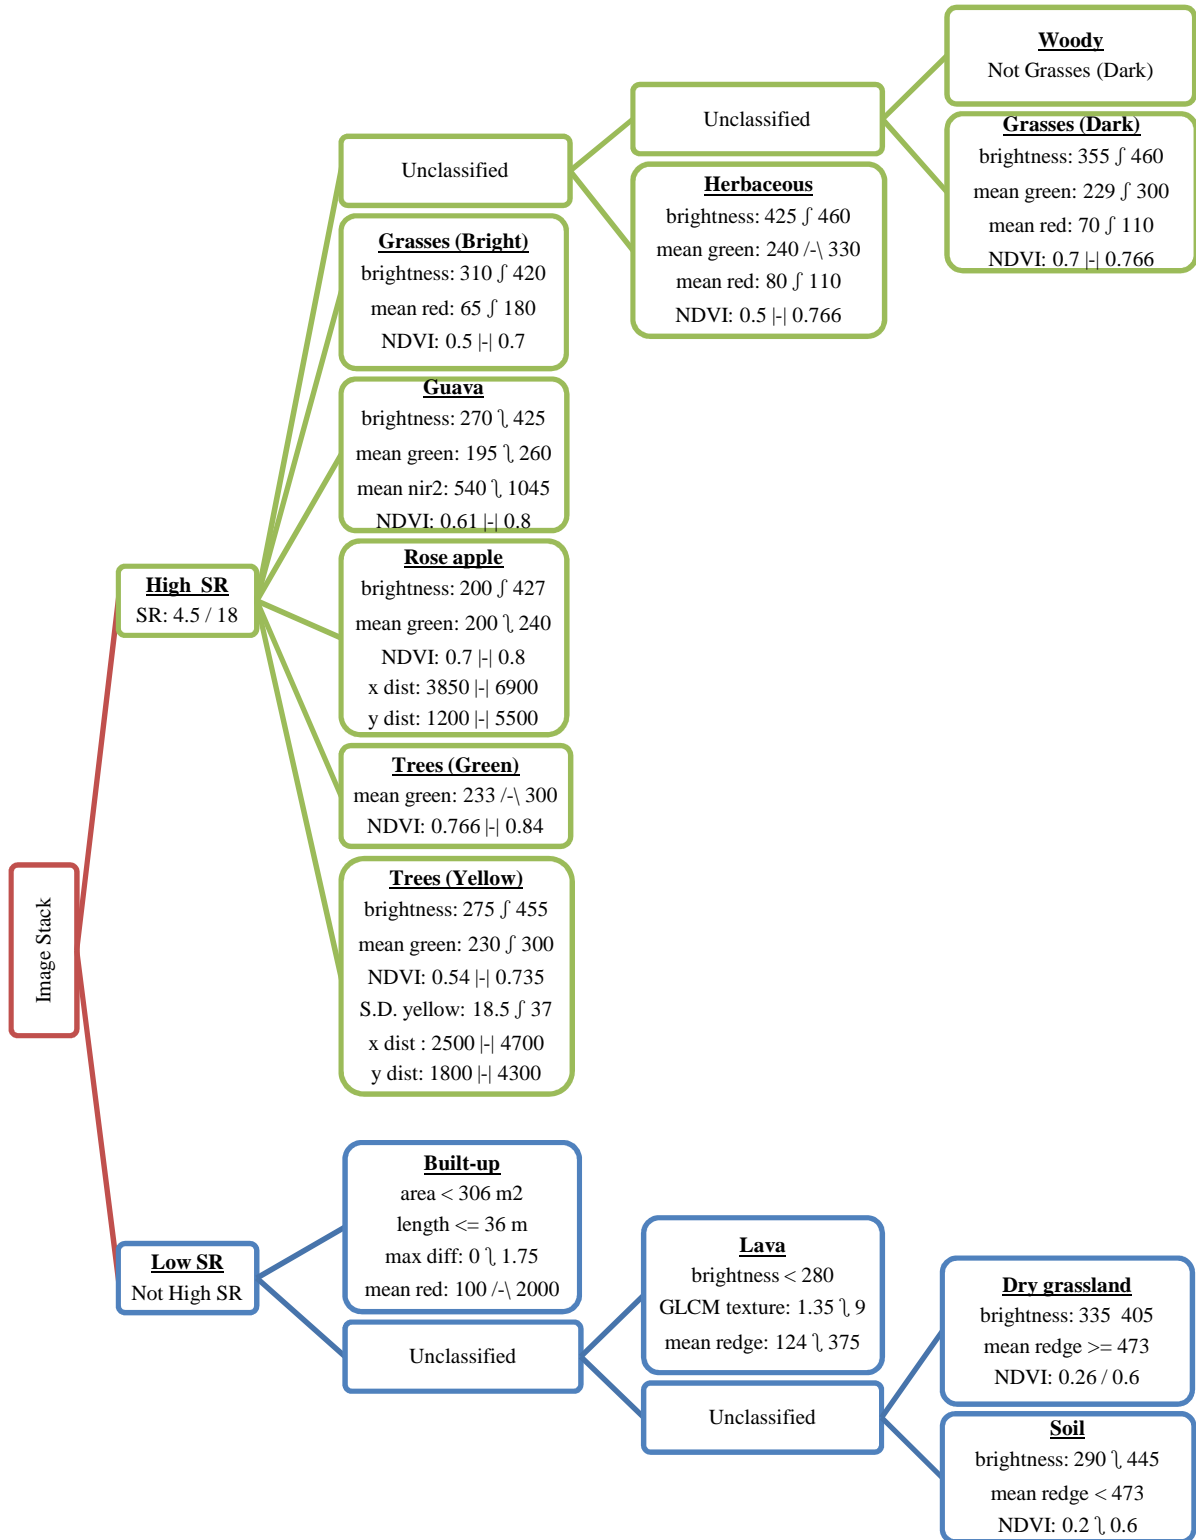 Woody
Not Grasses (Dark)
Unclassified
Grasses (Dark)
brightness: 355 ∫ 460
mean green: 229 ∫ 300
mean red: 70 ∫ 110
NDVI: 0.7 |-| 0.766
Unclassified
Herbaceous
brightness: 425 ∫ 460
mean green: 240 /-\ 330
mean red: 80 ∫ 110
NDVI: 0.5 |-| 0.766
Grasses (Bright)
brightness: 310 ∫ 420
mean red: 65 ∫ 180
NDVI: 0.5 |-| 0.7
Guava
brightness: 270 ʅ 425
mean green: 195 ʅ 260
mean nir2: 540 ʅ 1045
NDVI: 0.61 |-| 0.8
High SR
SR: 4.5 / 18
Rose apple
brightness: 200 ∫ 427
mean green: 200 ʅ 240
NDVI: 0.7 |-| 0.8
x dist: 3850 |-| 6900
y dist: 1200 |-| 5500
Trees (Green)
mean green: 233 /-\ 300
NDVI: 0.766 |-| 0.84
Trees (Yellow)
brightness: 275 ∫ 455
mean green: 230 ∫ 300
NDVI: 0.54 |-| 0.735
S.D. yellow: 18.5 ∫ 37
x dist : 2500 |-| 4700
y dist: 1800 |-| 4300
Image Stack
Built-up
area < 306 m2
length <= 36 m
max diff: 0 ʅ 1.75
mean red: 100 /-\ 2000
Low SR
Not High SR
Unclassified
Lava
brightness < 280
GLCM texture: 1.35 ʅ 9
mean redge: 124 ʅ 375
Unclassified
Dry grassland
brightness: 335 405
mean redge >= 473
NDVI: 0.26 / 0.6
Soil
brightness: 290 ʅ 445
mean redge < 473
NDVI: 0.2 ʅ 0.6